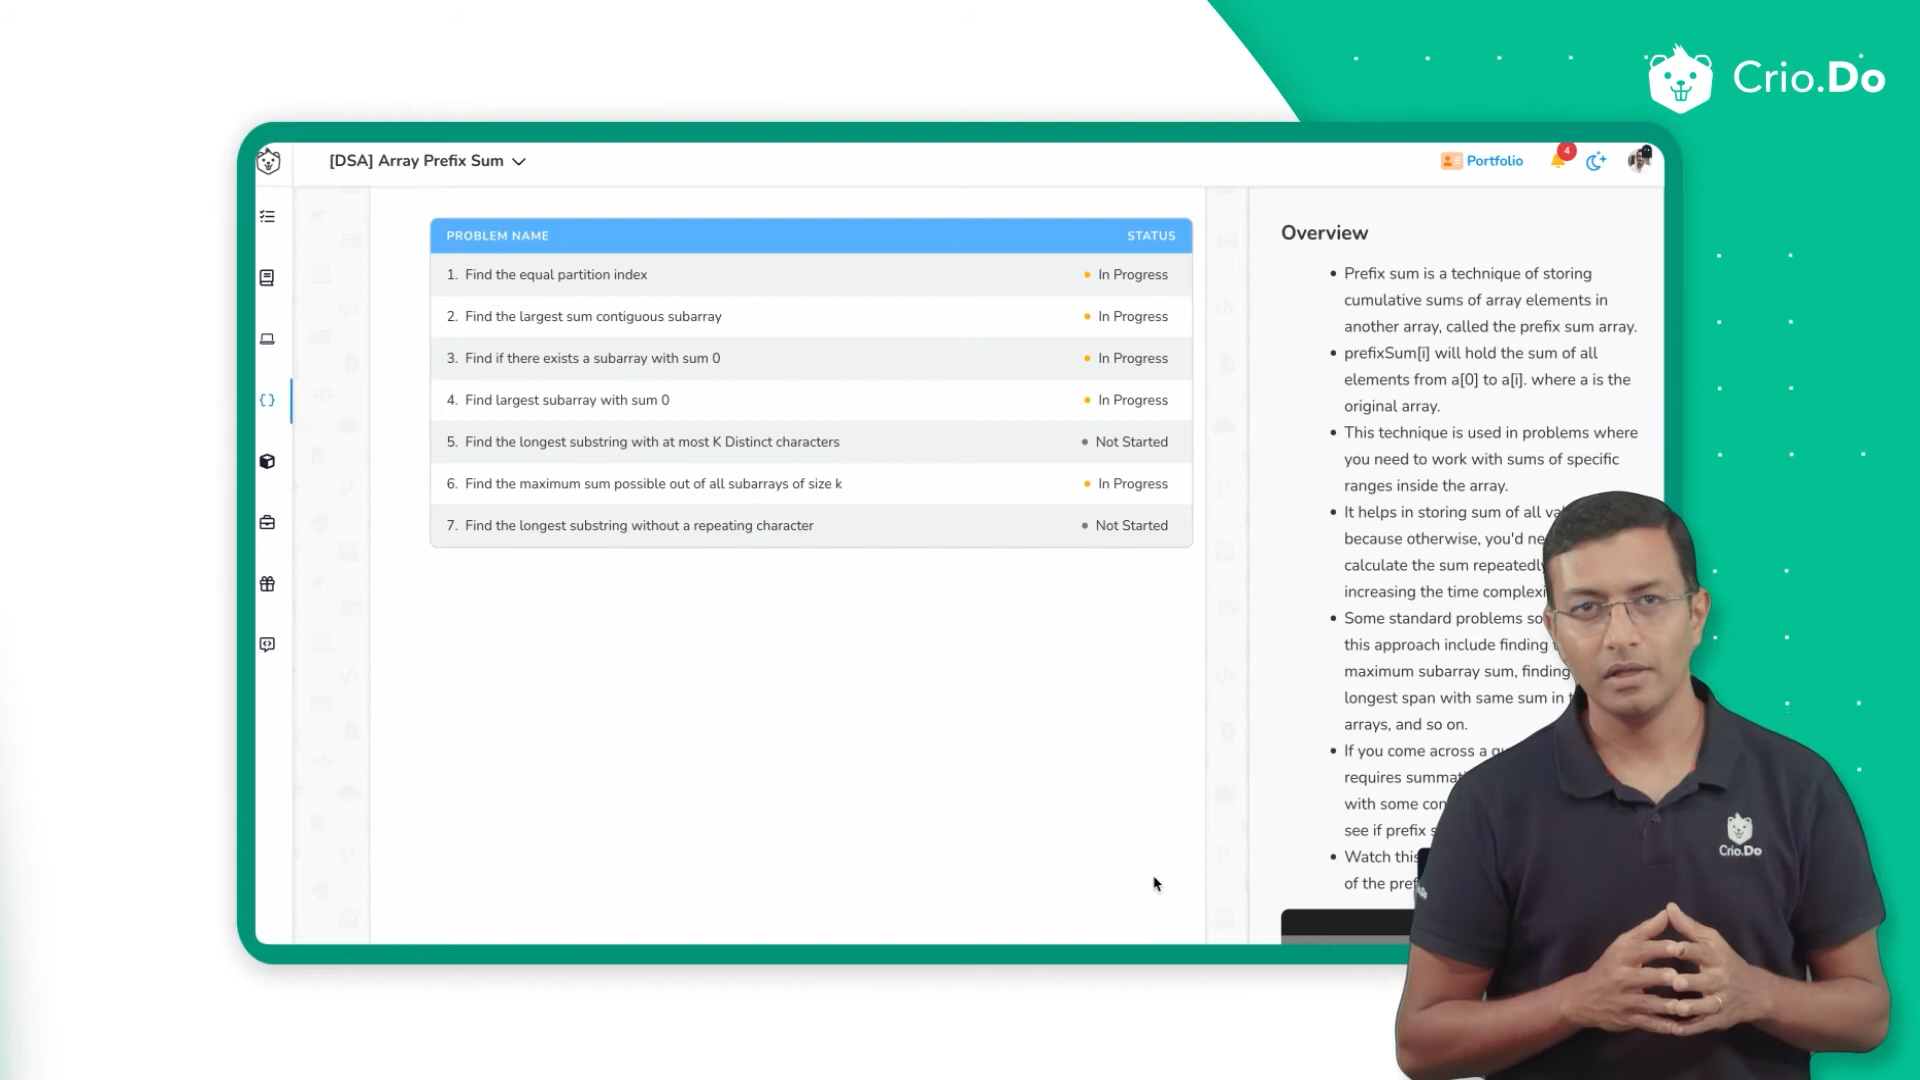 Crio.Do
[DSA] Array Prefix Sum
Portfolio
4
PROBLEM NAME STATUS
1. Find the equal partition index In Progress
2. Find the largest sum contiguous subarray In Progress
3. Find if there exists a subarray with sum 0 In Progress
4. Find largest subarray with sum 0 In Progress
5. Find the longest substring with at most K Distinct characters Not Started
6. Find the maximum sum possible out of all subarrays of size k In Progress
7. Find the longest substring without a repeating character Not Started
Overview
• Prefix sum is a technique of storing
cumulative sums of array elements in
another array, called the prefix sum array.
• prefixSum[i] will hold the sum of all
elements from a[0] to a[i]. where a is the
original array.
• This technique is used in problems where
you need to work with sums of specific
ranges inside the array.
• It helps in storing sum of all
because otherwise, you'd
calculate the sum
increasing the time
• Some standard problems
this approach include finding
maximum subarray sum, finding
longest span with same sum in
arrays, and so on.
• If you come across a
requires
with some
see if prefix
• Watch this
of the
Crio.Do